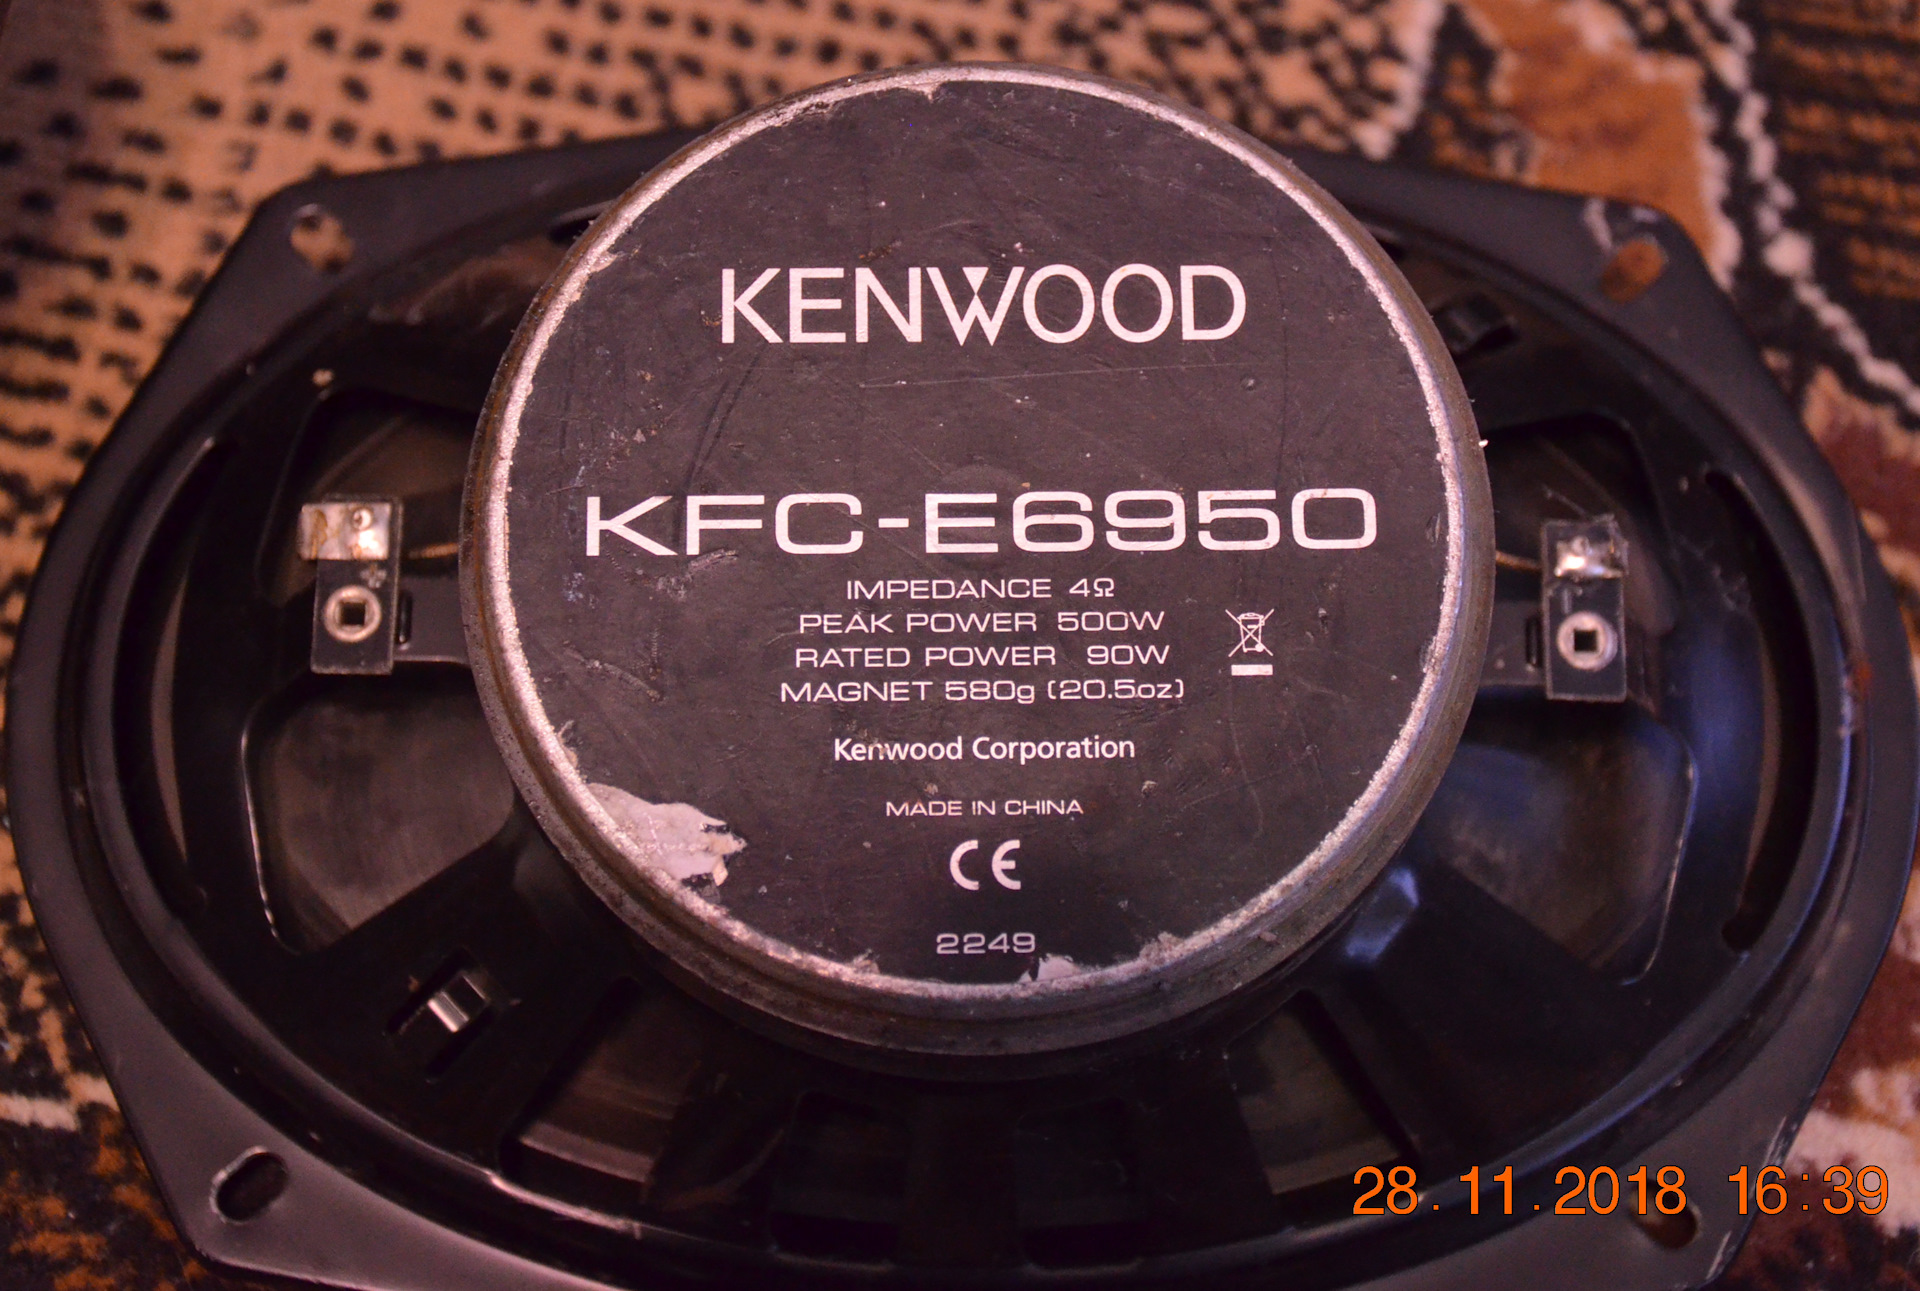 KENWOOD
KFC-E6950
IMPEDANCE 4Ω
PEAK POWER 500W
RATED POWER 90W
MAGNET 580g (20.5oz)
Kenwood Corporation
MADE IN CHINA
CE
2249
28.11.2018 16:39